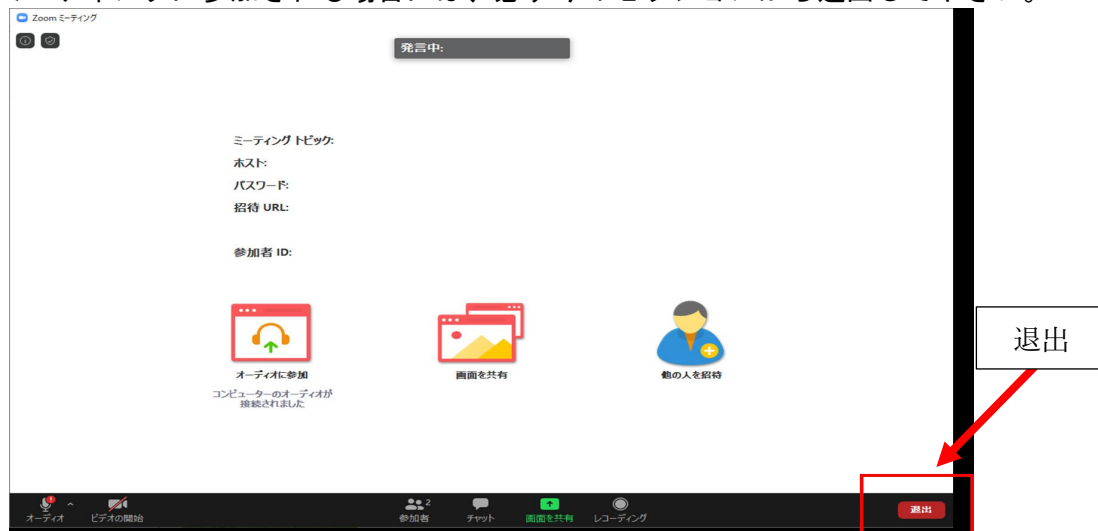 Zoom ミーティング
発言中:
ミーティング トピック:
ホスト:
パスワード:
招待 URL:
参加者 ID:
オーディオに参加
画面を共有
他の人を招待
コンピューターのオーディオが
接続されました
退出
オーディオ
ビデオの開始
2
参加者
チャット
画面を共有
レコーディング
退出